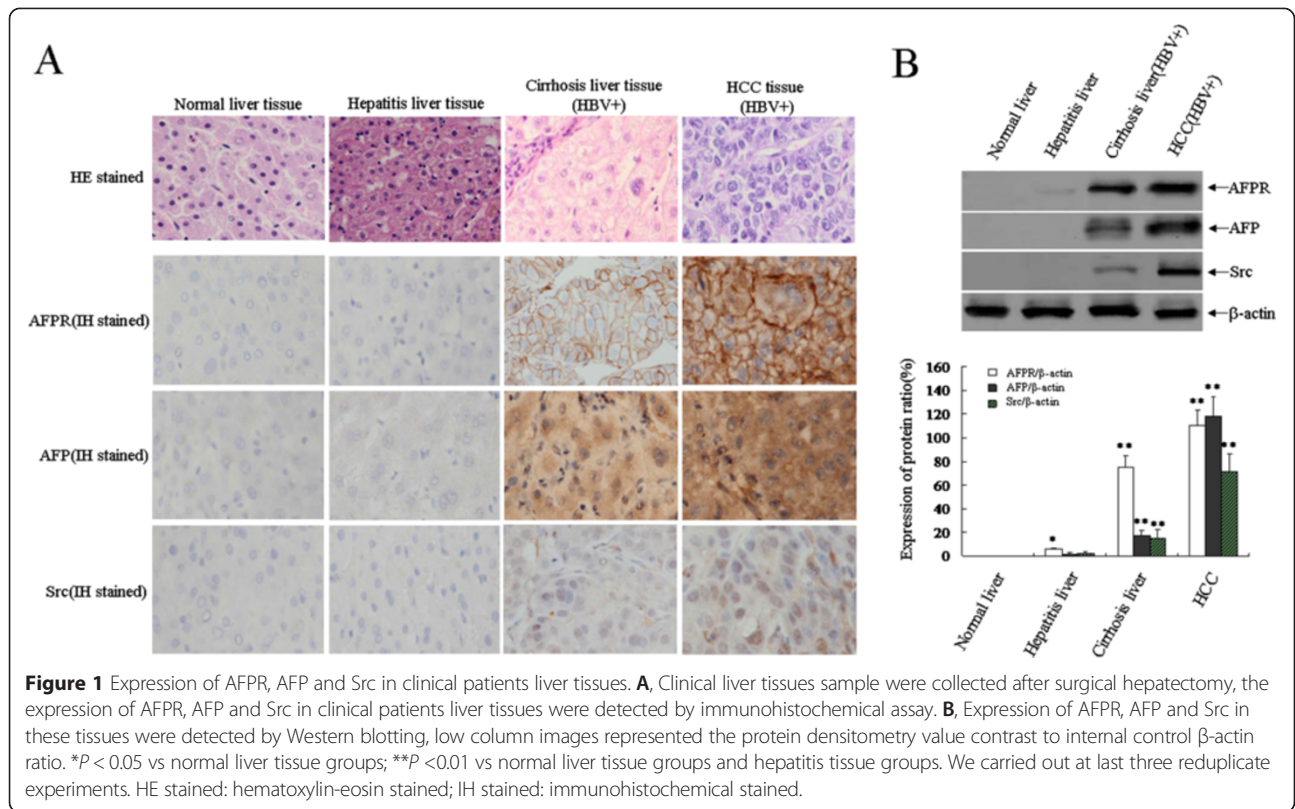 A
Normal liver tissue
Hepatitis liver tissue
Cirrhosis liver tissue
(HBV+)
HCC tissue
(HBV+)
HE stained
AFPR(IH stained)
AFP(IH stained)
Src(IH stained)
B
Normal liver
Hepatitis liver
Cirrhosis liver(HBV+)
HCC(HBV+)
←AFPR
←AFP
←Src
←β-actin
Expression of protein ratio(%)
160
140
120
100
80
60
40
20
0
AFPR/β-actin
AFP/β-actin
Src/β-actin
*
**
**
**
**
**
**
Normal liver
Hepatitis liver
Cirrhosis liver
HCC
Figure 1 Expression of AFPR, AFP and Src in clinical patients liver tissues. A, Clinical liver tissues sample were collected after surgical hepatectomy, the
expression of AFPR, AFP and Src in clinical patients liver tissues were detected by immunohistochemical assay. B, Expression of AFPR, AFP and Src in
these tissues were detected by Western blotting, low column images represented the protein densitometry value contrast to internal control β-actin
ratio. *P < 0.05 vs normal liver tissue groups; **P <0.01 vs normal liver tissue groups and hepatitis tissue groups. We carried out at last three reduplicate
experiments. HE stained: hematoxylin-eosin stained; IH stained: immunohistochemical stained.